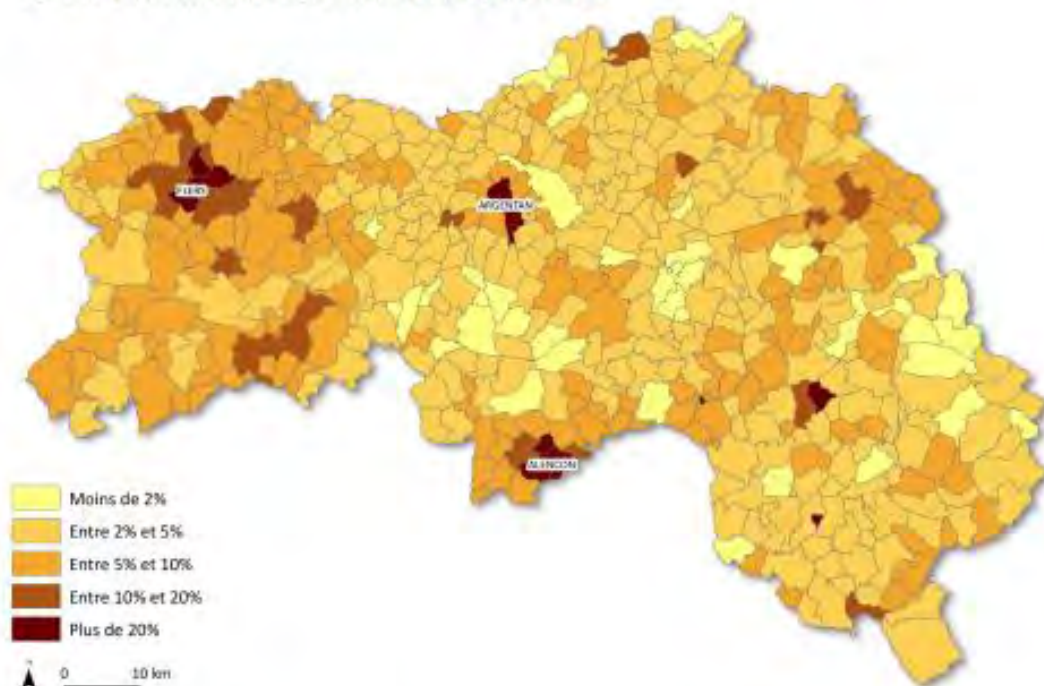 FLERS
ARGENTAN
ALENCON
Moins de 2%
Entre 2% et 5%
Entre 5% et 10%
Entre 10% et 20%
Plus de 20%
0 10 km